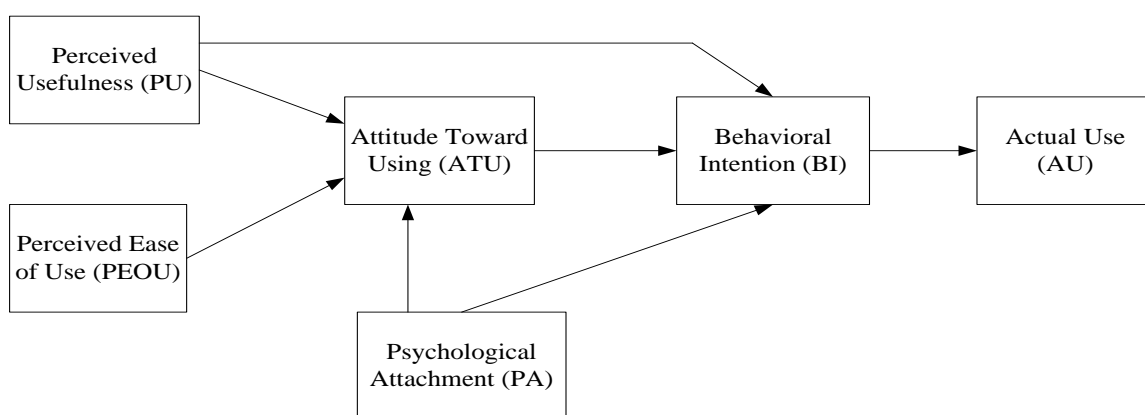 Perceived
Usefulness (PU)
Attitude Toward
Using (ATU)
Behavioral
Intention (BI)
Actual Use
(AU)
Perceived Ease
of Use (PEOU)
Psychological
Attachment (PA)